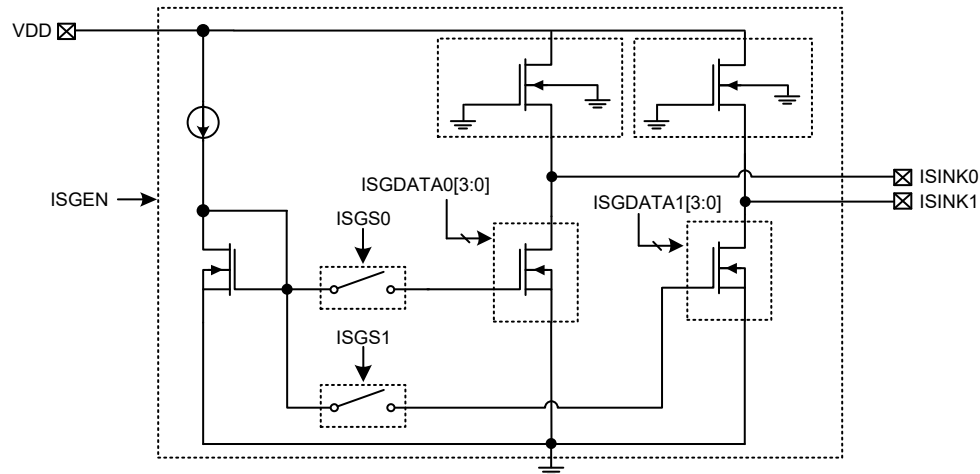 VDD
ISGEN
ISGS0
ISGDATA0[3:0]
ISGDATA1[3:0]
ISINK0
ISINK1
ISGS1